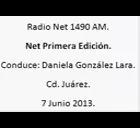 Radio Net 1490 AM.
Net Primera Edición.
Conduce: Daniela González Lara.
Cd. Juárez.
7 Junio 2013.